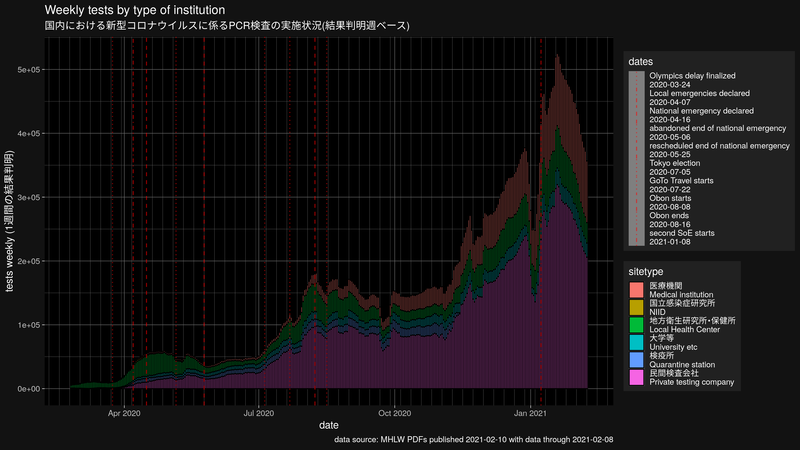 Weekly tests by type of institution
国内における新型コロナウイルスに係るPCR検査の実施状況(結果判明週ベース)
tests weekly (1週間の結果判明)
5e+05
4e+05
3e+05
2e+05
1e+05
0e+00
Apr 2020
Jul 2020
Oct 2020
Jan 2021
date
data source: MHLW PDFs published 2021-02-10 with data through 2021-02-08
dates
Olympics delay finalized
2020-03-24
Local emergencies declared
2020-04-07
National emergency declared
2020-04-16
abandoned end of national emergency
2020-05-06
rescheduled end of national emergency
2020-05-25
Tokyo election
2020-07-05
GoTo Travel starts
2020-07-22
Obon starts
2020-08-08
Obon ends
2020-08-16
second SoE starts
2021-01-08
sitetype
医療機関
Medical institution
国立感染症研究所
NIID
地方衛生研究所・保健所
Local Health Center
大学等
University etc
検疫所
Quarantine station
民間検査会社
Private testing company